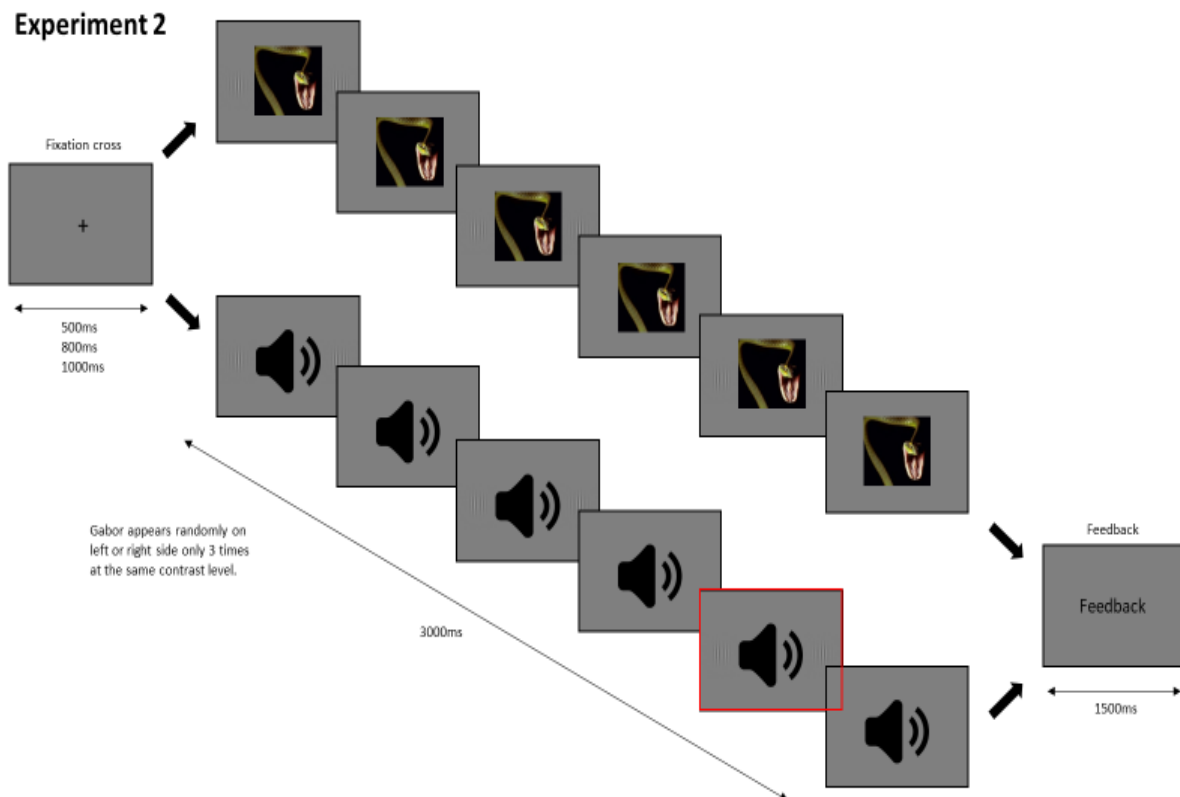 Experiment 2
Fixation cross
+
500ms
800ms
1000ms
Gabor appears randomly on
left or right side only 3 times
at the same contrast level.
3000ms
Feedback
Feedback
1500ms